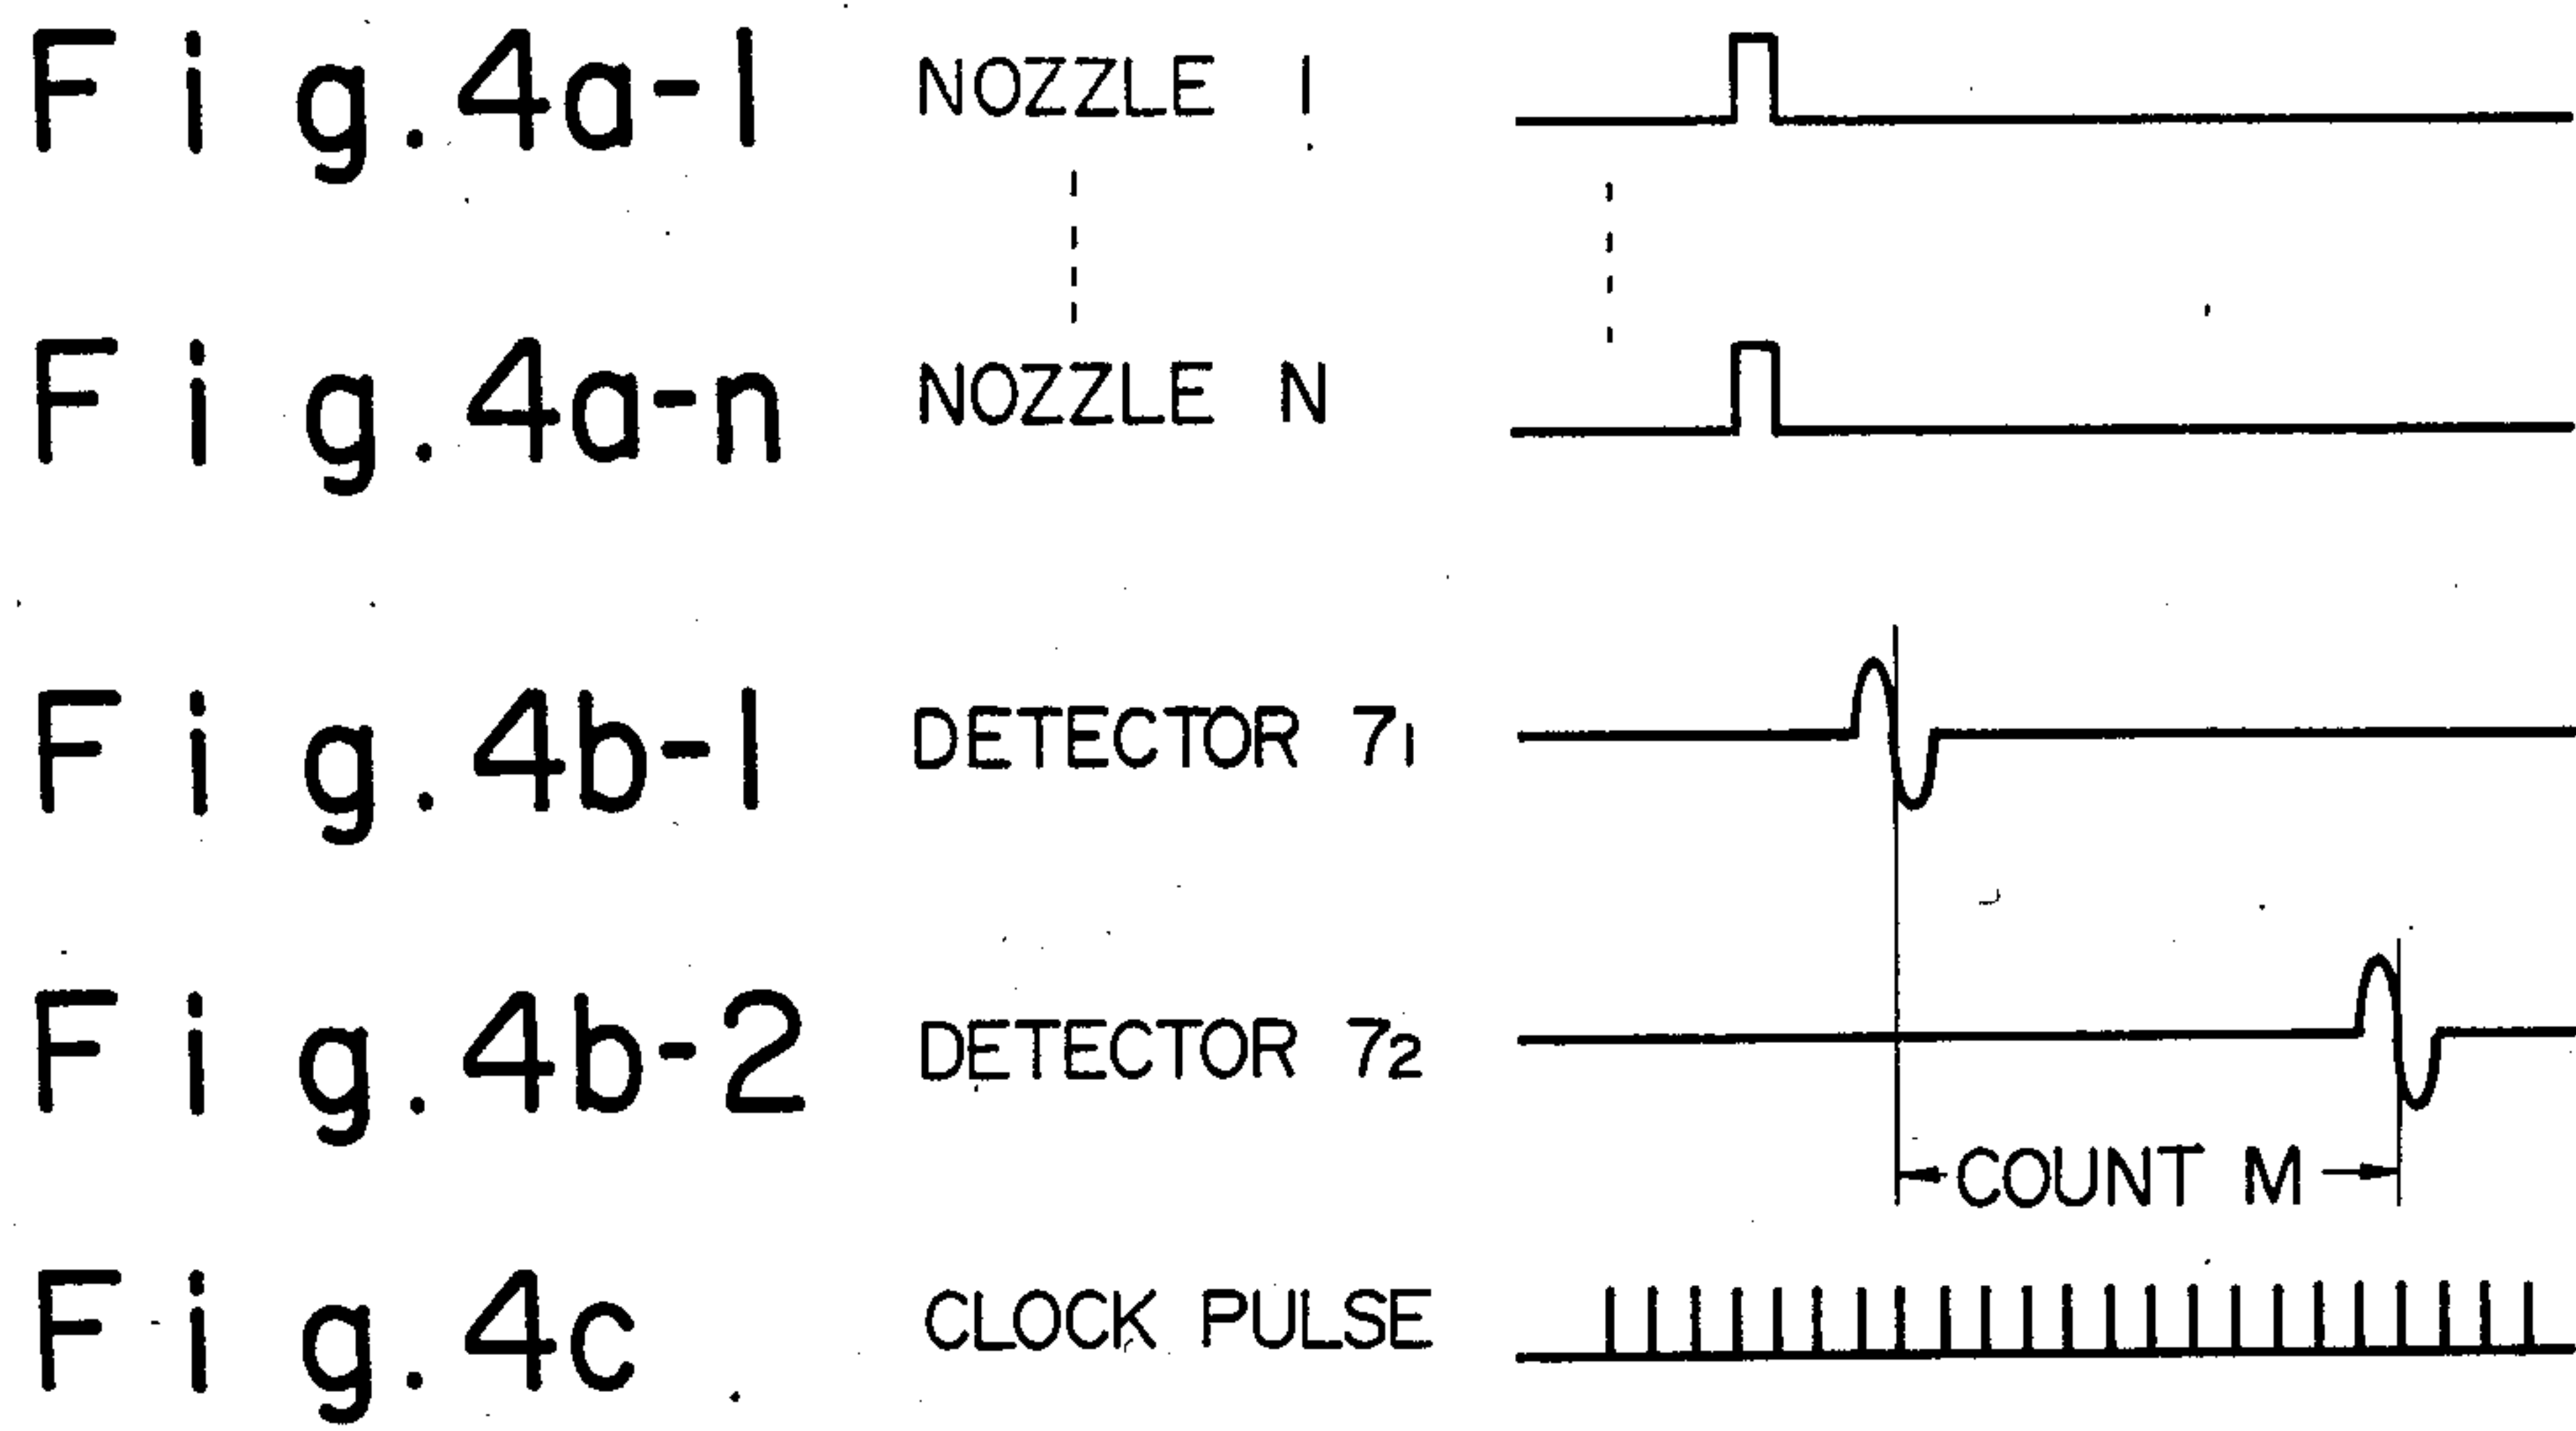 Fig.4a-1 NOZZLE 1
Fig.4a-n NOZZLE N
Fig.4b-1 DETECTOR 7₁
Fig.4b-2 DETECTOR 7₂
COUNT M
Fig.4c CLOCK PULSE